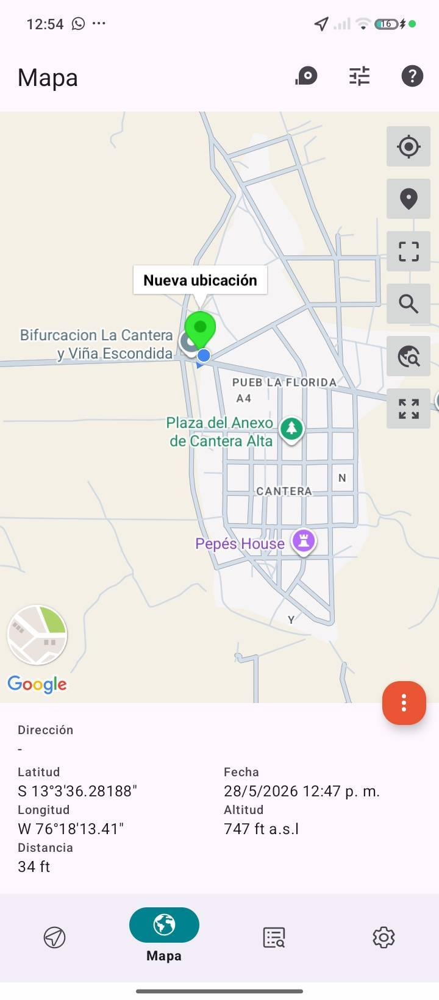 12:54
16
Mapa
Nueva ubicación
Bifurcacion La Cantera
y Viña Escondida
PUEB LA FLORIDA
A4
Plaza del Anexo
de Cantera Alta
N
CANTERA
Pepés House
Y
Google
Dirección
-
Latitud
S 13°3'36.28188"
Fecha
28/5/2026 12:47 p. m.
Longitud
W 76°18'13.41"
Altitud
747 ft a.s.l
Distancia
34 ft
Mapa